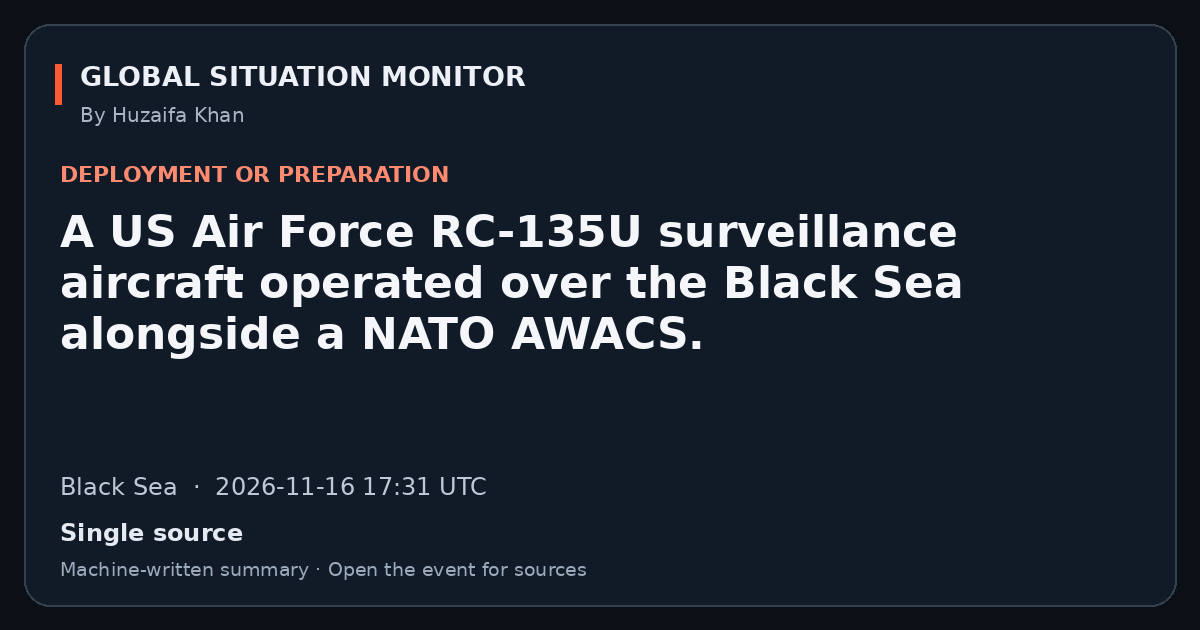 GLOBAL SITUATION MONITOR
By Huzaifa Khan
DEPLOYMENT OR PREPARATION
A US Air Force RC-135U surveillance
aircraft operated over the Black Sea
alongside a NATO AWACS.
Black Sea · 2026-11-16 17:31 UTC
Single source
Machine-written summary · Open the event for sources